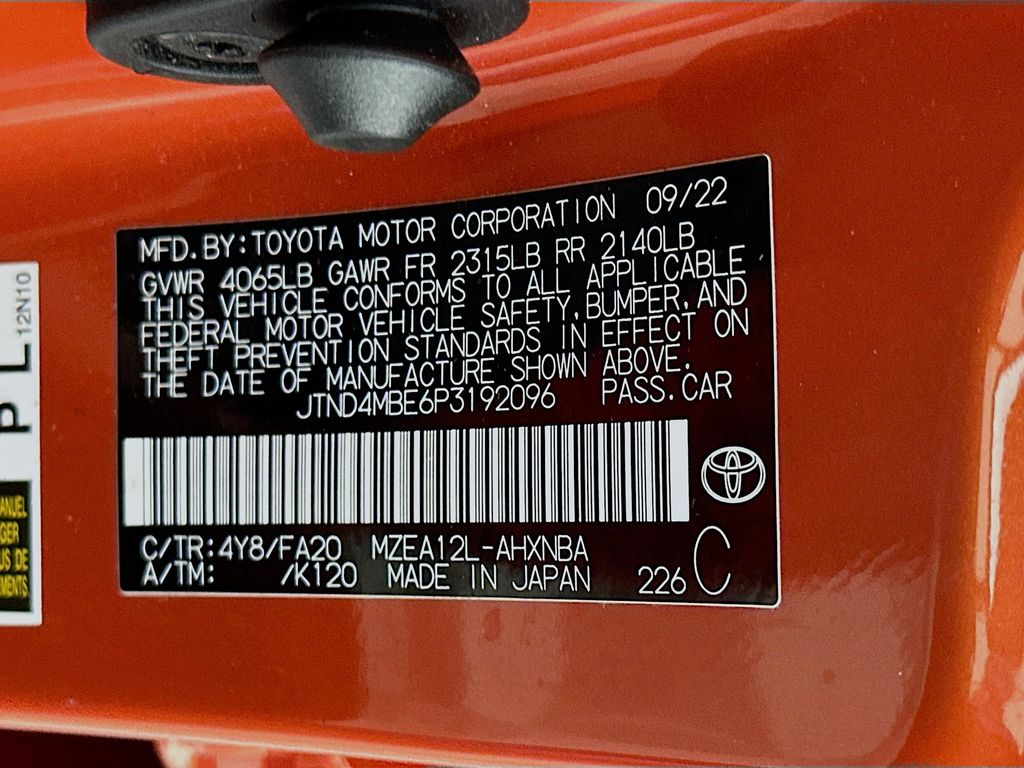 MFD. BY: TOYOTA MOTOR CORPORATION 09/22
GVWR 4065LB GAWR FR 2315LB RR 2140LB
THIS VEHICLE CONFORMS TO ALL APPLICABLE
FEDERAL MOTOR VEHICLE SAFETY, BUMPER, AND
THEFT PREVENTION STANDARDS IN EFFECT ON
THE DATE OF MANUFACTURE SHOWN ABOVE.
JTND4MBE6P3192096 PASS. CAR
C/TR: 4Y8/FA20 MZEA12L-AHXNBA
A/TM: /K120 MADE IN JAPAN 226 C
PL
12N10